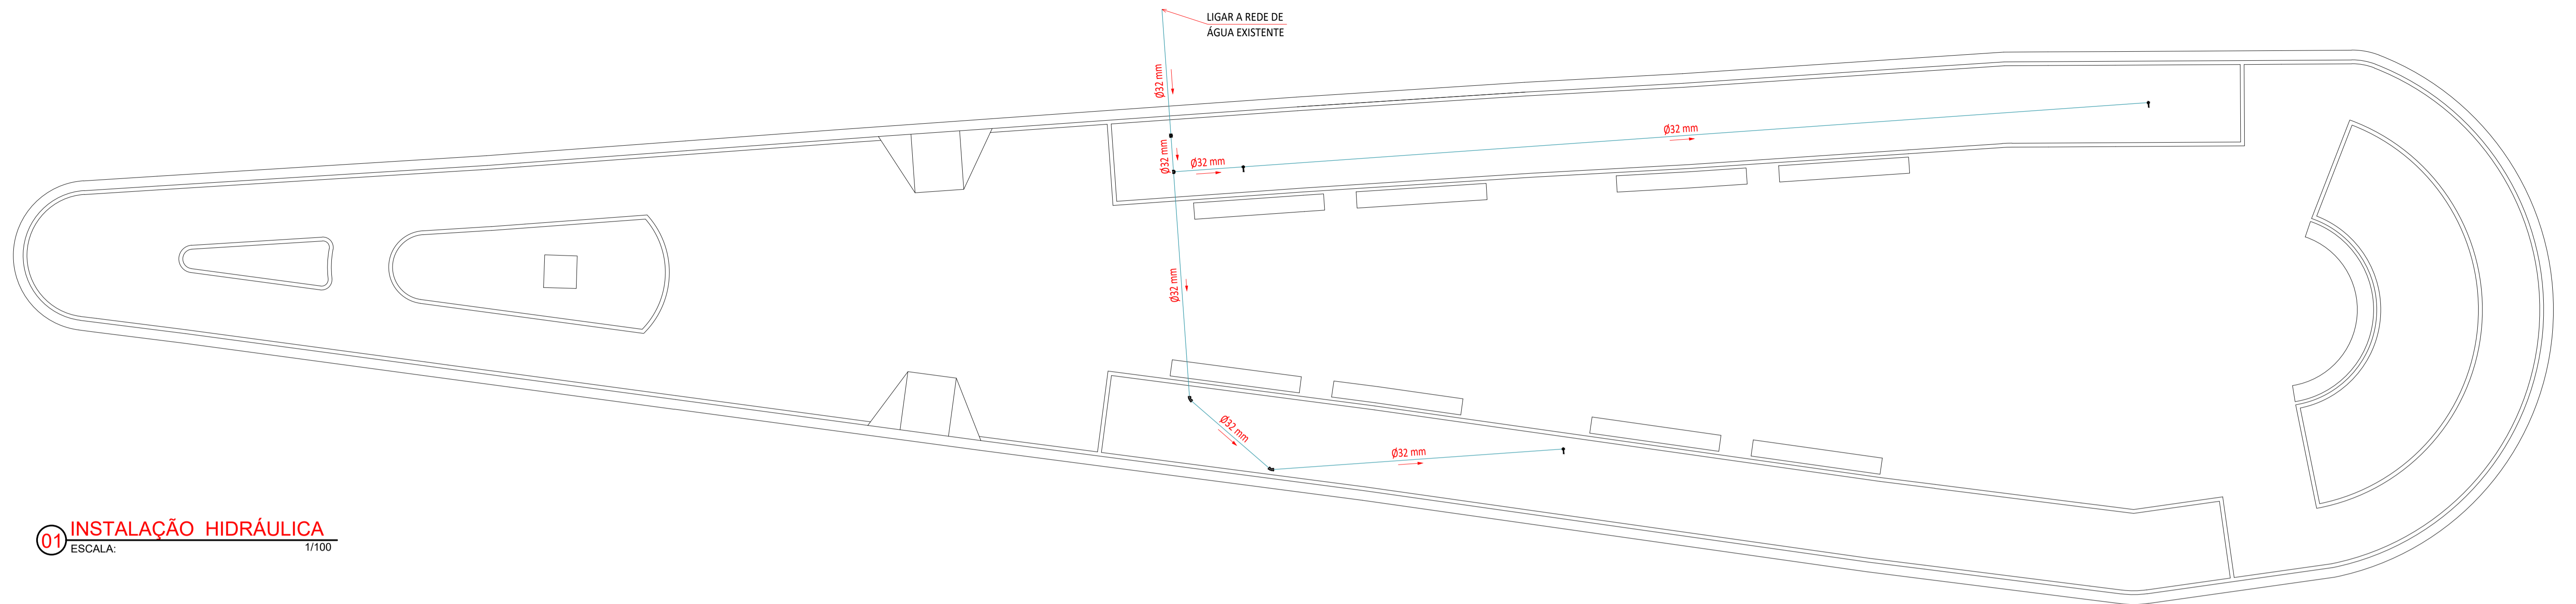 LIGAR A REDE DE
ÁGUA EXISTENTE
Ø32 mm
Ø32 mm
Ø32 mm
Ø32 mm
Ø32 mm
Ø32 mm
Ø32 mm
01 INSTALAÇÃO HIDRÁULICA
ESCALA: 1/100